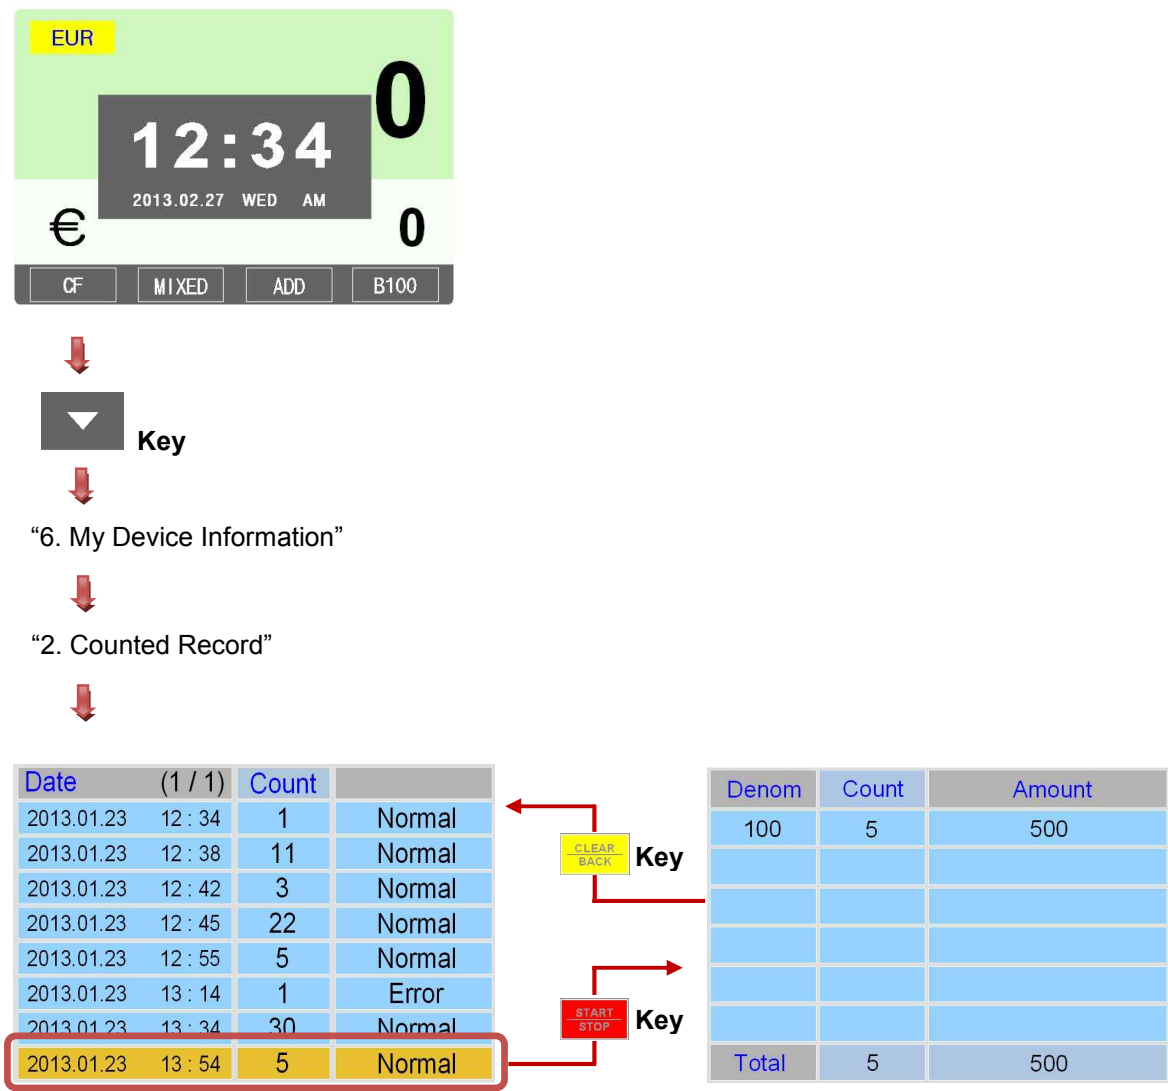 EUR
0
12:34
2013.02.27 WED AM
€ 0
CF MIXED ADD B100
Key
“6. My Device Information”
“2. Counted Record”
Date (1 / 1) Count
2013.01.23 12 : 34 1 Normal
2013.01.23 12 : 38 11 Normal
2013.01.23 12 : 42 3 Normal
2013.01.23 12 : 45 22 Normal
2013.01.23 12 : 55 5 Normal
2013.01.23 13 : 14 1 Error
2013.01.23 13 : 34 30 Normal
2013.01.23 13 : 54 5 Normal
CLEAR
BACK
Key
START
STOP
Key
Denom Count Amount
100 5 500
Total 5 500